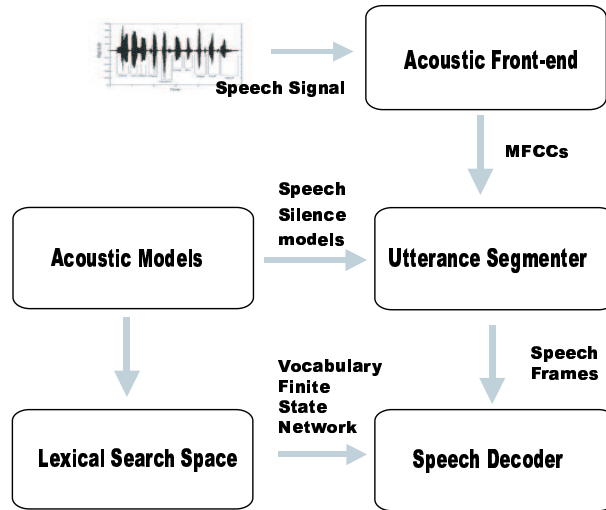 Acoustic Front-end
Speech Signal
MFCCs
Speech
Silence
models
Acoustic Models
Utterance Segmenter
Vocabulary
Finite
State
Network
Speech
Frames
Lexical Search Space
Speech Decoder